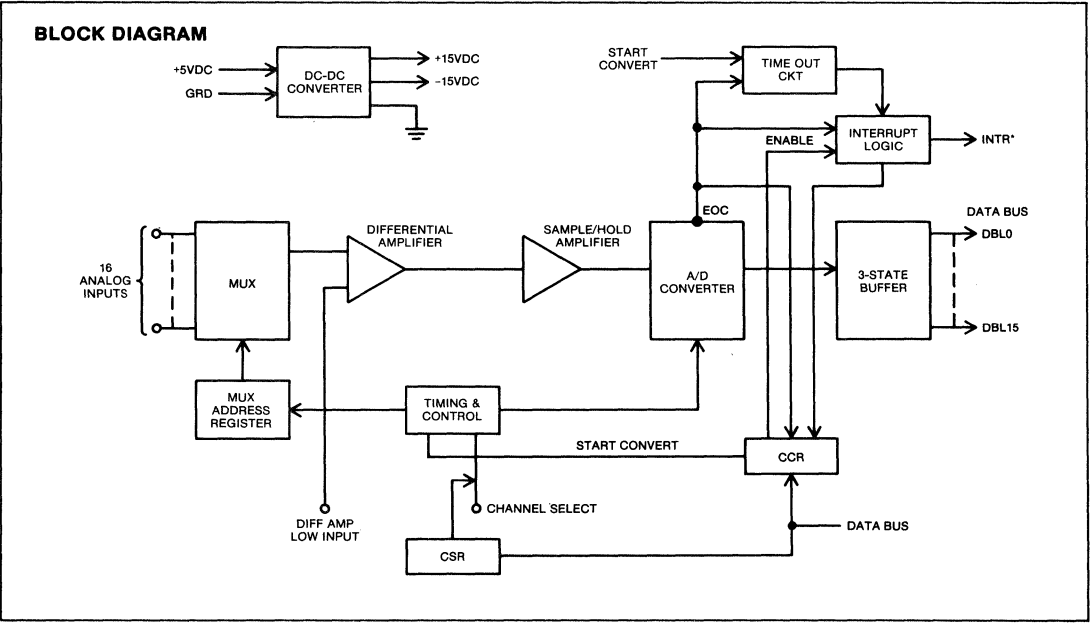 BLOCK DIAGRAM
+5VDC
GRD
DC-DC
CONVERTER
+15VDC
-15VDC
START
CONVERT
TIME OUT
CKT
ENABLE
INTERRUPT
LOGIC
INTR*
EOC
16
ANALOG
INPUTS
MUX
DIFFERENTIAL
AMPLIFIER
SAMPLE/HOLD
AMPLIFIER
A/D
CONVERTER
3-STATE
BUFFER
DATA BUS
DBL0
DBL15
MUX
ADDRESS
REGISTER
TIMING &
CONTROL
START CONVERT
CCR
DIFF AMP
LOW INPUT
CHANNEL SELECT
CSR
DATA BUS